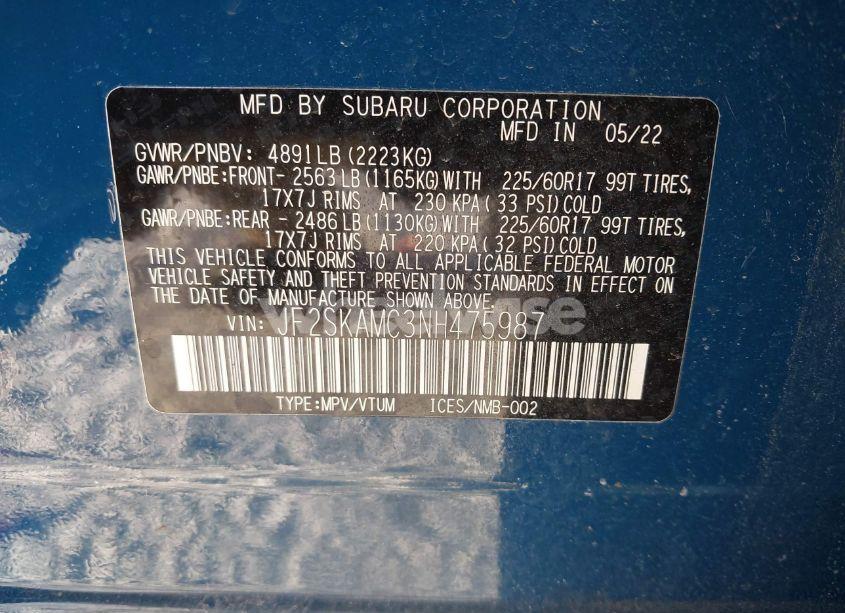 MFD BY SUBARU CORPORATION
MFD IN 05/22
GVWR/PNBV: 4891LB (2223KG)
GAWR/PNBE:FRONT- 2563LB (1165KG)WITH 225/60R17 99T TIRES,
17X7J RIMS AT 230 KPA( 33 PSI)COLD
GAWR/PNBE:REAR - 2486LB (1130KG)WITH 225/60R17 99T TIRES,
17X7J RIMS AT 220 KPA( 32 PSI)COLD
THIS VEHICLE CONFORMS TO ALL APPLICABLE FEDERAL MOTOR
VEHICLE SAFETY AND THEFT PREVENTION STANDARDS IN EFFECT ON
THE DATE OF MANUFACTURE SHOWN ABOVE.
VIN: JF2SKAMC3NH475987
TYPE:MPV/VTUM ICES/NMB-002